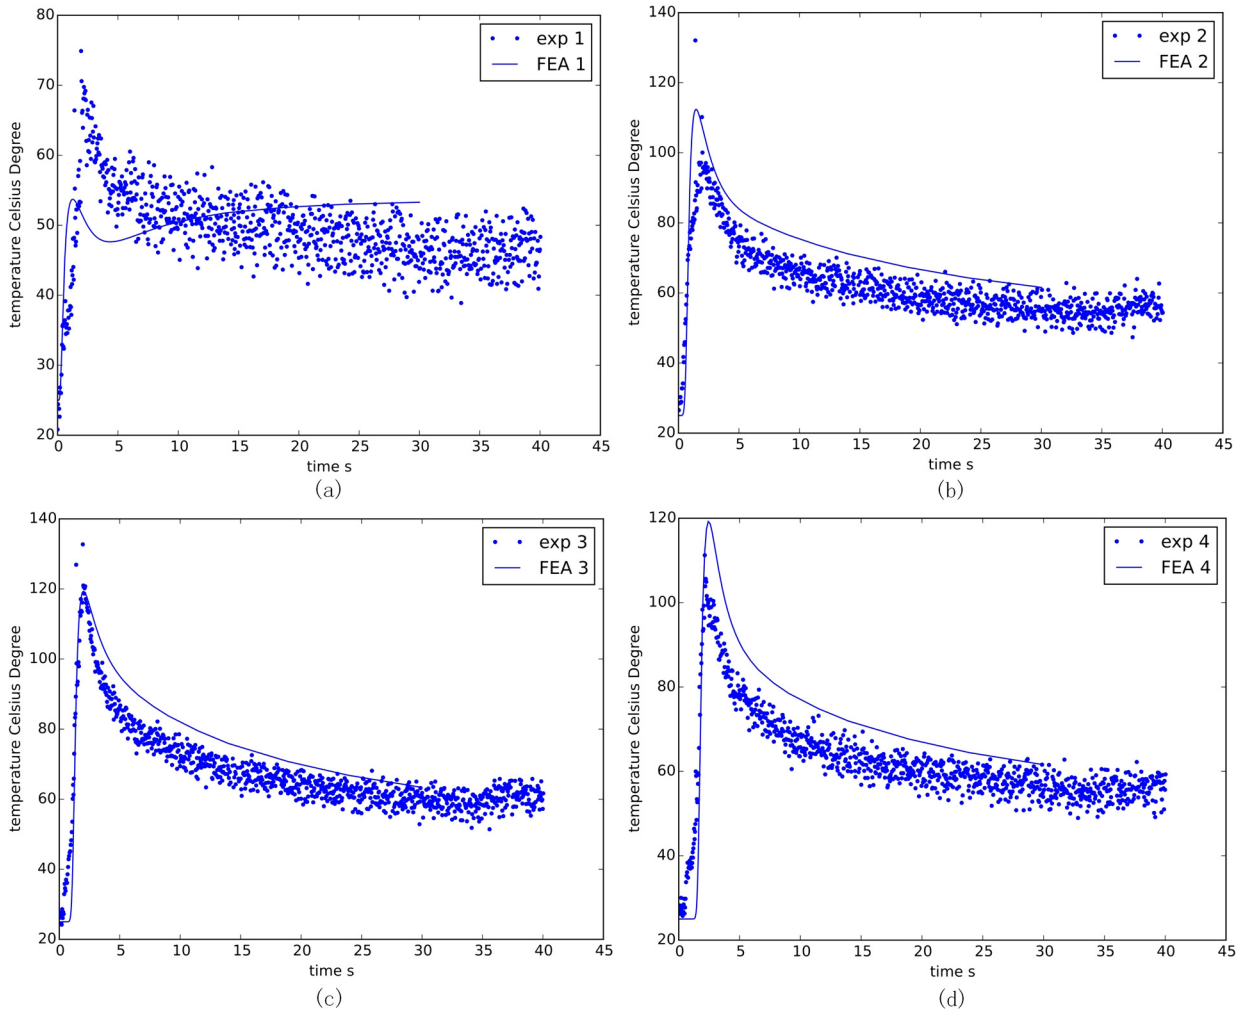 80
70
60
50
40
30
20
temperature Celsius Degree
exp 1
FEA 1
0 5 10 15 20 25 30 35 40 45
time s
(a)
140
120
100
80
60
40
20
temperature Celsius Degree
exp 2
FEA 2
0 5 10 15 20 25 30 35 40 45
time s
(b)
140
120
100
80
60
40
20
temperature Celsius Degree
exp 3
FEA 3
0 5 10 15 20 25 30 35 40 45
time s
(c)
120
100
80
60
40
20
temperature Celsius Degree
exp 4
FEA 4
0 5 10 15 20 25 30 35 40 45
time s
(d)